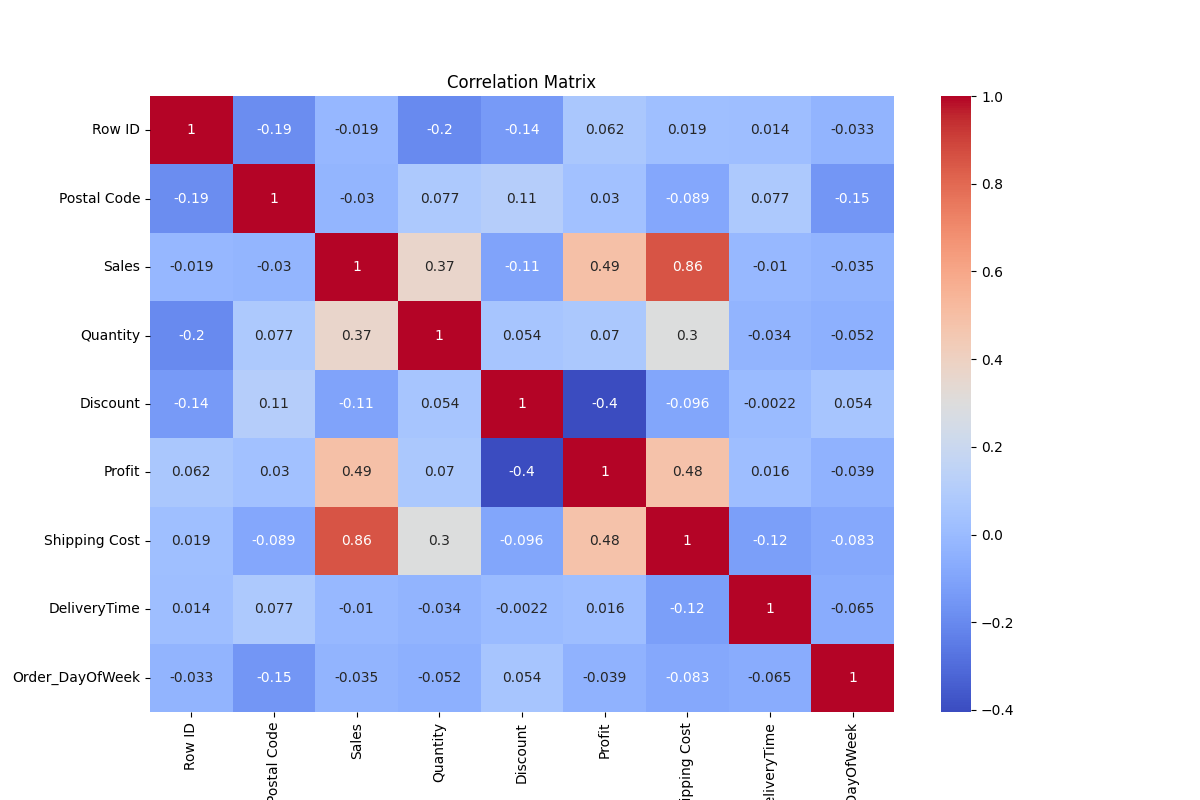 Correlation Matrix
Row ID 1 -0.19 -0.019 -0.2 -0.14 0.062 0.019 0.014 -0.033
Postal Code -0.19 1 -0.03 0.077 0.11 0.03 -0.089 0.077 -0.15
Sales -0.019 -0.03 1 0.37 -0.11 0.49 0.86 -0.01 -0.035
Quantity -0.2 0.077 0.37 1 0.054 0.07 0.3 -0.034 -0.052
Discount -0.14 0.11 -0.11 0.054 1 -0.4 -0.096 -0.0022 0.054
Profit 0.062 0.03 0.49 0.07 -0.4 1 0.48 0.016 -0.039
Shipping Cost 0.019 -0.089 0.86 0.3 -0.096 0.48 1 -0.12 -0.083
DeliveryTime 0.014 0.077 -0.01 -0.034 -0.0022 0.016 -0.12 1 -0.065
Order_DayOfWeek -0.033 -0.15 -0.035 -0.052 0.054 -0.039 -0.083 -0.065 1
Row ID
Postal Code
Sales
Quantity
Discount
Profit
ipping Cost
eliveryTime
DayOfWeek
1.0
0.8
0.6
0.4
0.2
0.0
−0.2
−0.4